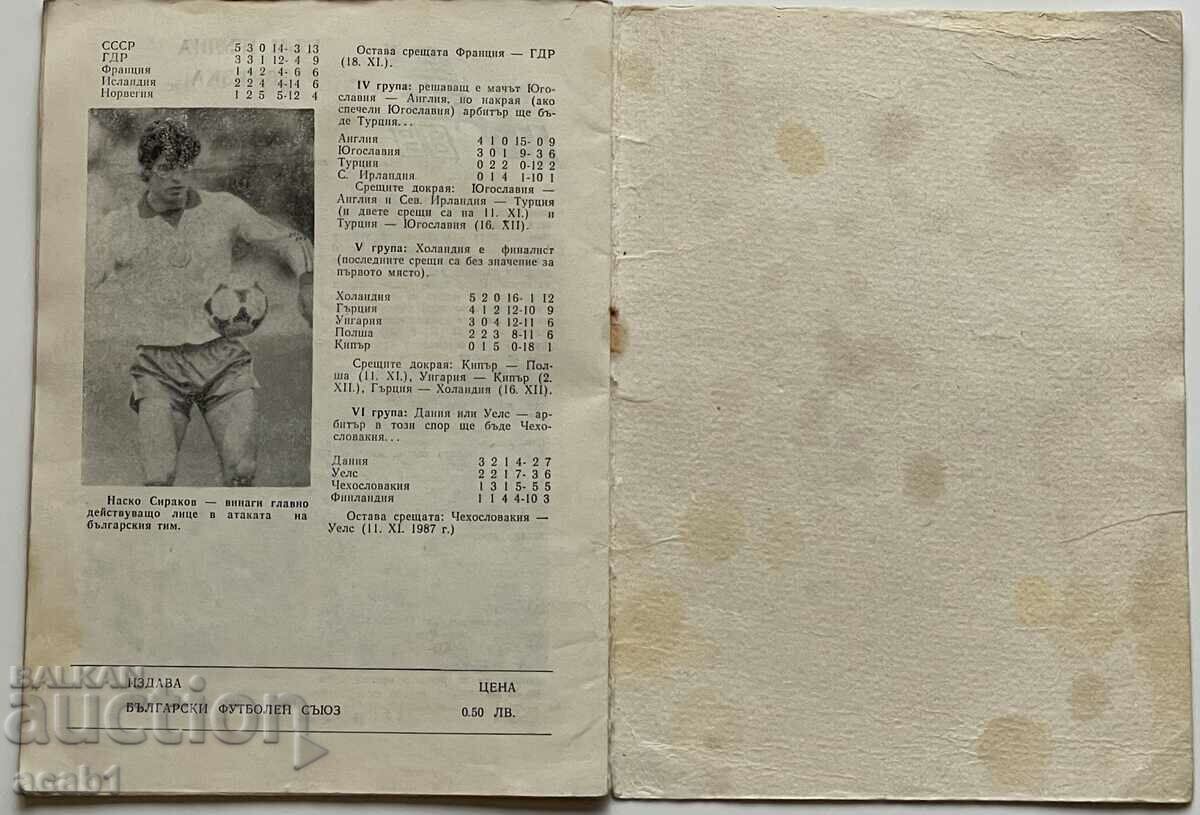 СССР 5 3 0 14- 3 13
ГДР 3 3 1 12- 4 9
Франция 1 4 2 4- 6 6
Исландия 2 2 4 4-14 6
Норвегия 1 2 5 5-12 4
Наско Сираков — винаги главно
действуващо лице в атаката на
българския тим.
Остава срещата Франция — ГДР
(18. XI.).
IV група: решаващ е мачът Юго-
славия — Англия, но накрая (ако
спечели Югославия) арбитър ще бъ-
де Турция...
Англия 4 1 0 15- 0 9
Югославия 3 0 1 9- 3 6
Турция 0 2 2 0-12 2
С. Ирландия 0 1 4 1-10 1
Срещите докрая: Югославия —
Англия и Сев. Ирландия — Турция
(и двете срещи са на 11. XI.) и
Турция — Югославия (16. XII).
V група: Холандия е финалист
(последните срещи са без значение за
първото място).
Холандия 5 2 0 16- 1 12
Гърция 4 1 2 12-10 9
Унгария 3 0 4 12-11 6
Полша 2 2 3 8-11 6
Кипър 0 1 5 0-18 1
Срещите докрая: Кипър — Пол-
ша (11. XI.), Унгария — Кипър (2.
XII.), Гърция — Холандия (16. XII).
VI група: Дания или Уелс — ар-
битър в този спор ще бъде Чехо-
словакия...
Дания 3 2 1 4- 2 7
Уелс 2 2 1 7- 3 6
Чехословакия 1 3 1 5- 5 5
Финландия 1 1 4 4-10 3
Остава срещата: Чехословакия —
Уелс (11. XI. 1987 г.)
ИЗДАВА ЦЕНА
БЪЛГАРСКИ ФУТБОЛЕН СЪЮЗ 0.50 ЛВ.
BALKAN
auction
acab1